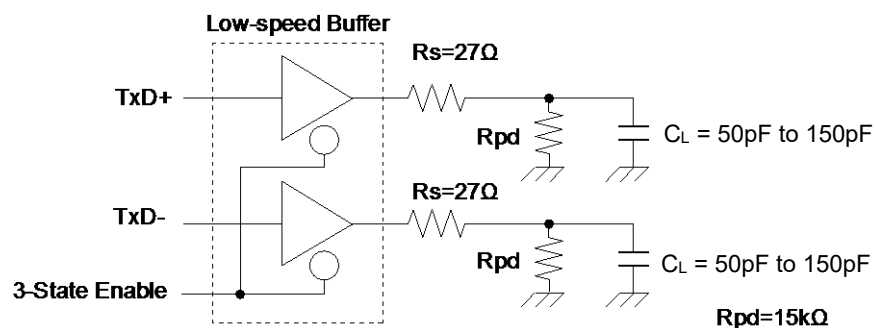 Low-speed Buffer
Rs=27Ω
TxD+
Rpd
CL = 50pF to 150pF
Rs=27Ω
TxD-
Rpd
CL = 50pF to 150pF
3-State Enable
Rpd=15kΩ